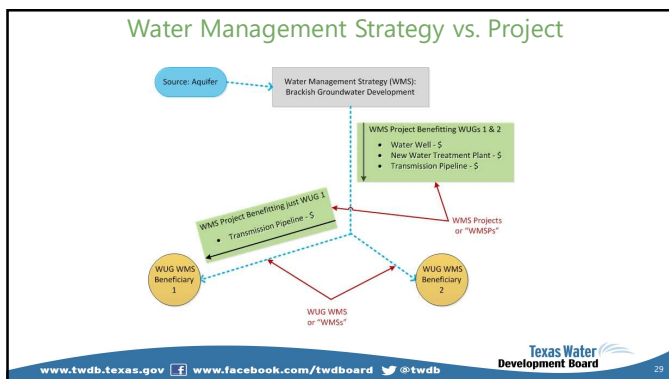 Water Management Strategy vs. Project
Source: Aquifer
Water Management Strategy (WMS):
Brackish Groundwater Development
WMS Project Benefitting WUGs 1 & 2
• Water Well - $
• New Water Treatment Plant - $
• Transmission Pipeline - $
WMS Project Benefitting just WUG 1
• Transmission Pipeline - $
WMS Projects
or "WMSPs"
WUG WMS
Beneficiary
1
WUG WMS
Beneficiary
2
WUG WMS
or "WMSs"
www.twdb.texas.gov f www.facebook.com/twdboard @twdb
Texas Water
Development Board
29